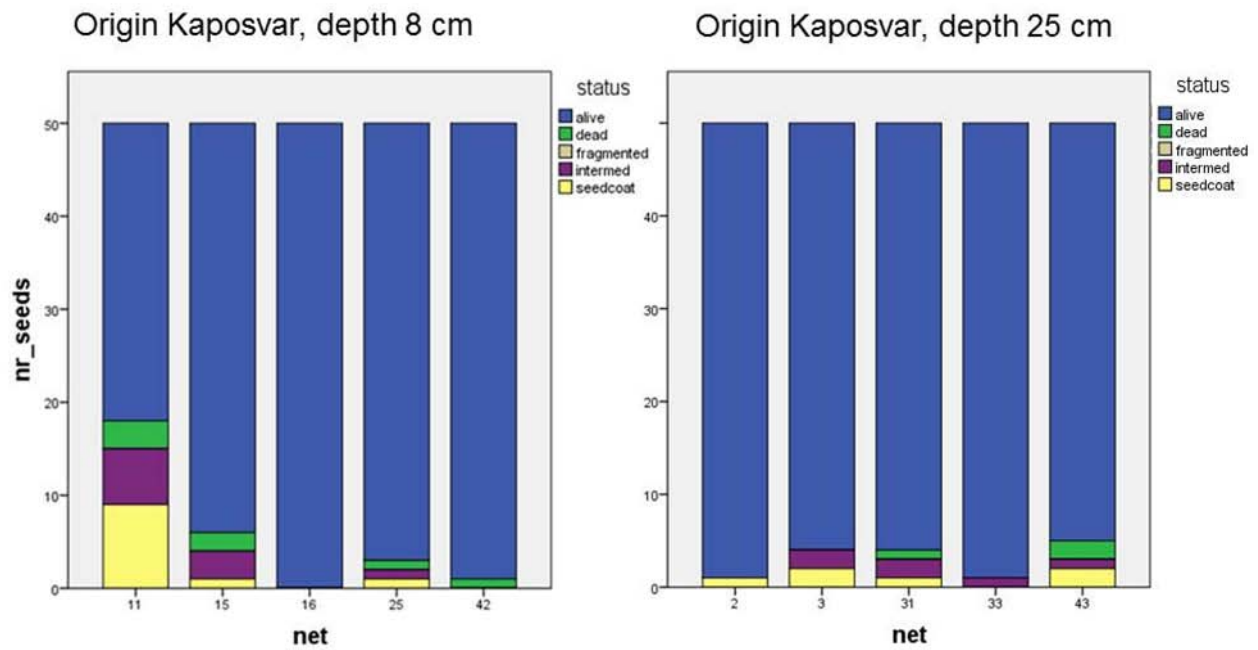 Origin Kaposvar, depth 8 cm
nr_seeds
50
40
30
20
10
0
11 15 16 25 42
net
status
alive
dead
fragmented
intermed
seedcoat
Origin Kaposvar, depth 25 cm
40
30
20
10
0
2 3 31 33 43
net
status
alive
dead
fragmented
intermed
seedcoat